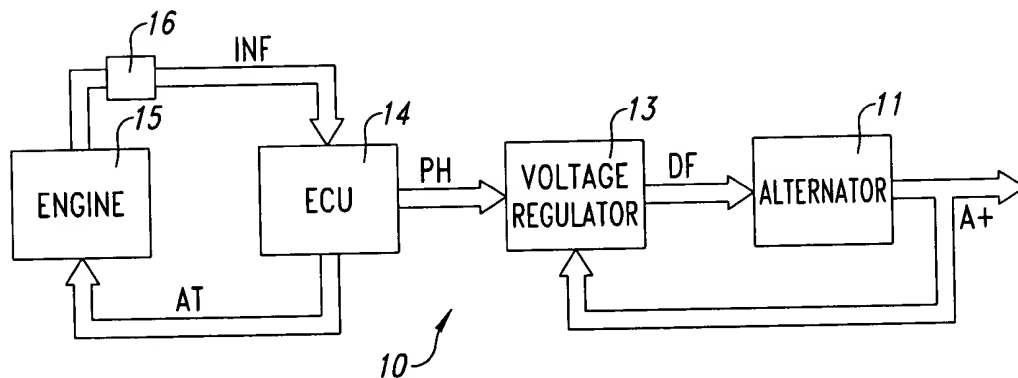 16
INF
15
14
13
11
ENGINE
ECU
PH
VOLTAGE
REGULATOR
DF
ALTERNATOR
A+
AT
10